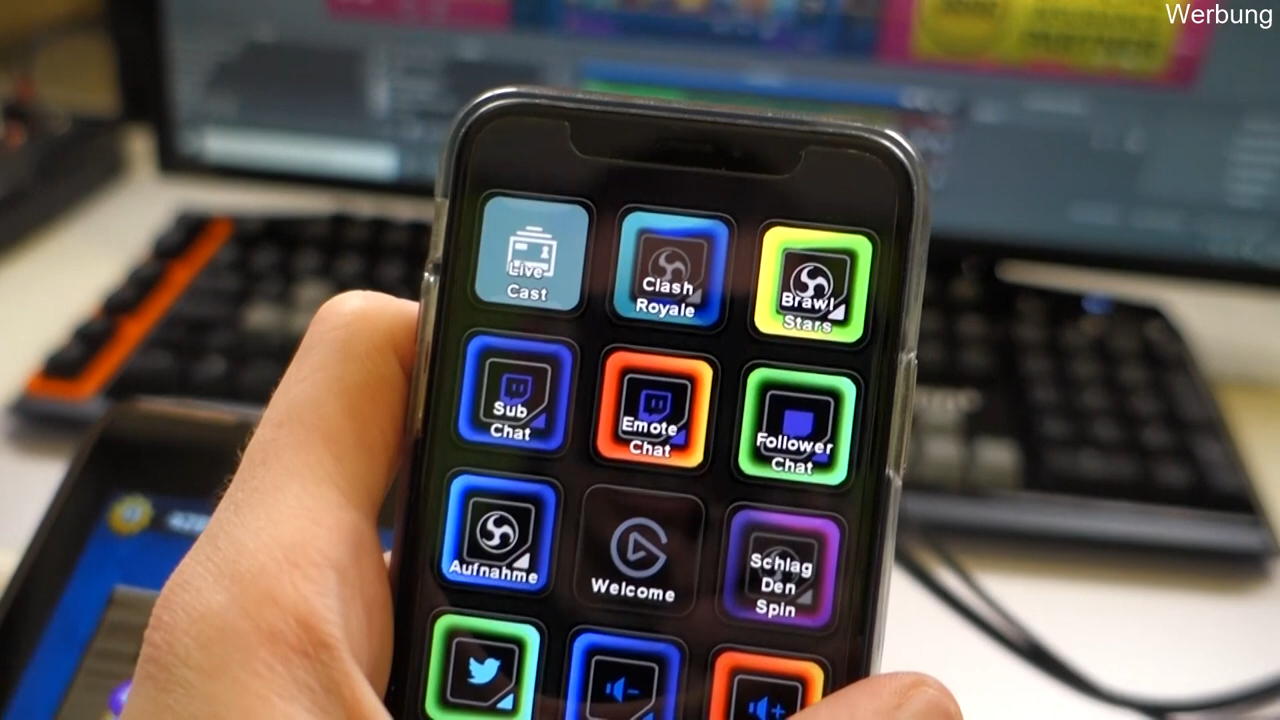 Werbung
Live
Cast
Clash
Royale
Brawl
Stars
Sub
Chat
Emote
Chat
Follower
Chat
Aufnahme
Welcome
Schlag
Den
Spin